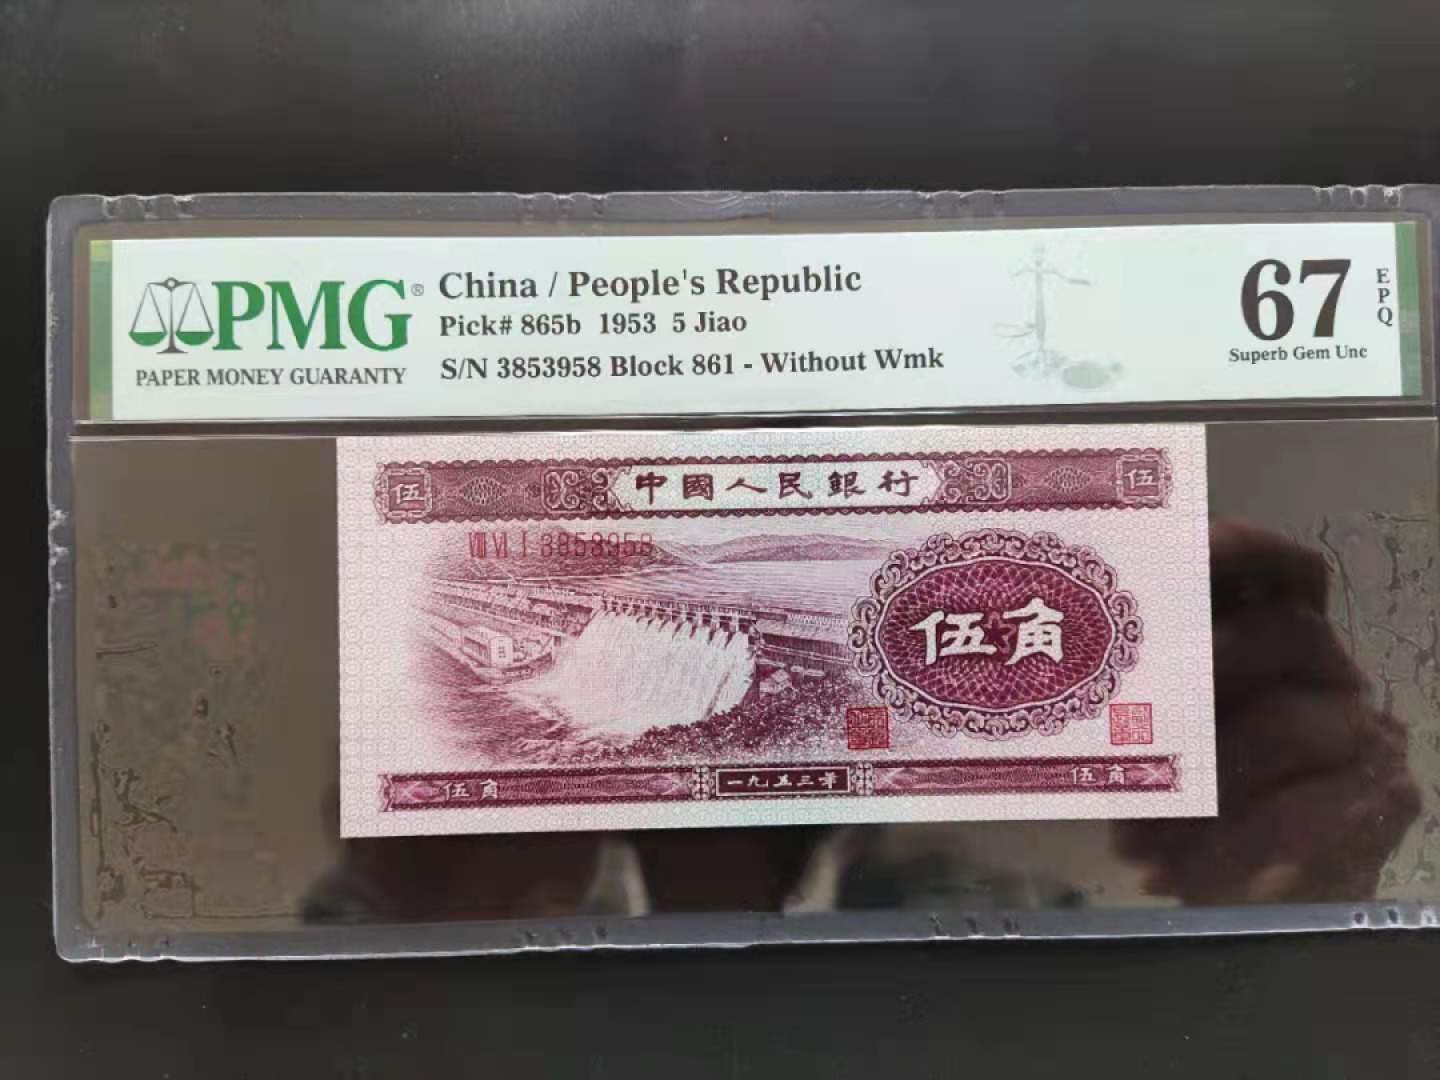 PMG®
PAPER MONEY GUARANTY
China / People's Republic
Pick# 865b 1953 5 Jiao
S/N 3853958 Block 861 - Without Wmk
67 EPQ
Superb Gem Unc
伍 中國人民銀行 伍
VIII VI I 3853958
伍角
伍角 一九五三年 伍角